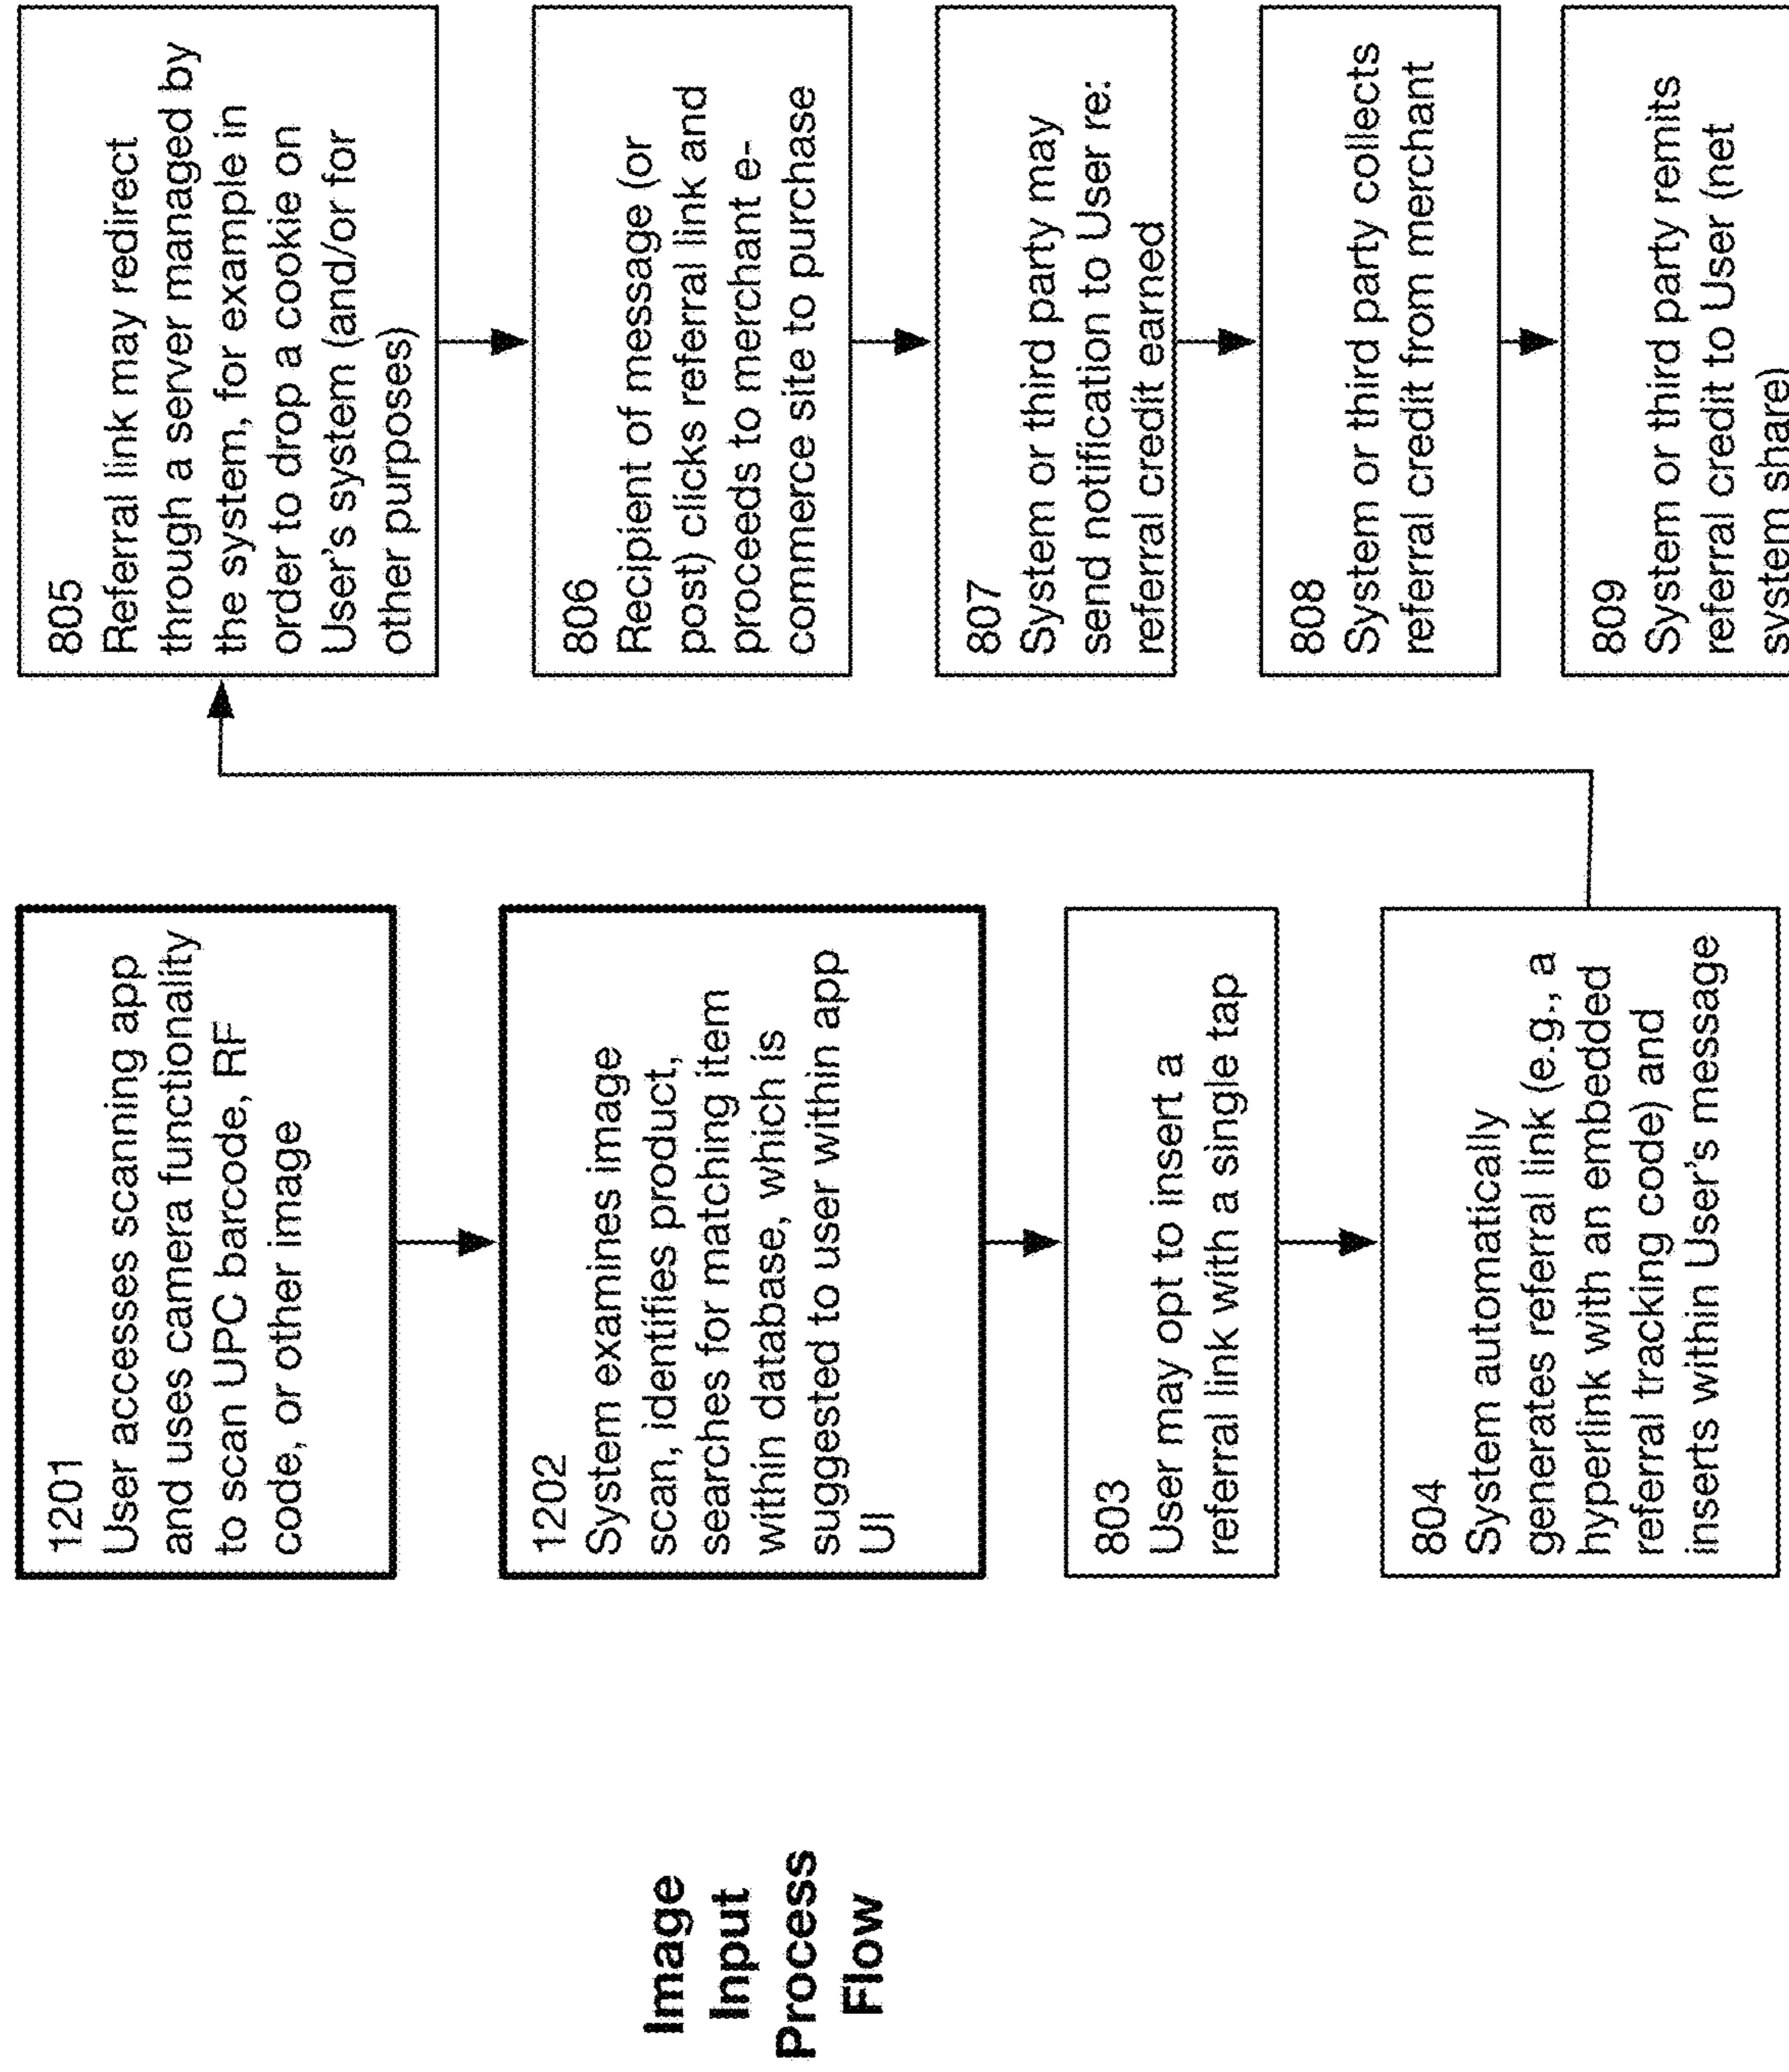 Image
Input
Process
Flow
1201
User accesses scanning app
and uses camera functionality
to scan UPC barcode, RF
code, or other image
1202
System examines image
scan, identifies product,
searches for matching item
within database, which is
suggested to user within app
UI
803
User may opt to insert a
referral link with a single tap
804
System automatically
generates referral link (e.g., a
hyperlink with an embedded
referral tracking code) and
inserts within User's message
805
Referral link may redirect
through a server managed by
the system, for example in
order to drop a cookie on
User's system (and/or for
other purposes)
806
Recipient of message (or
post) clicks referral link and
proceeds to merchant e-
commerce site to purchase
807
System or third party may
send notification to User re:
referral credit earned
808
System or third party collects
referral credit from merchant
809
System or third party remits
referral credit to User (net
system share)